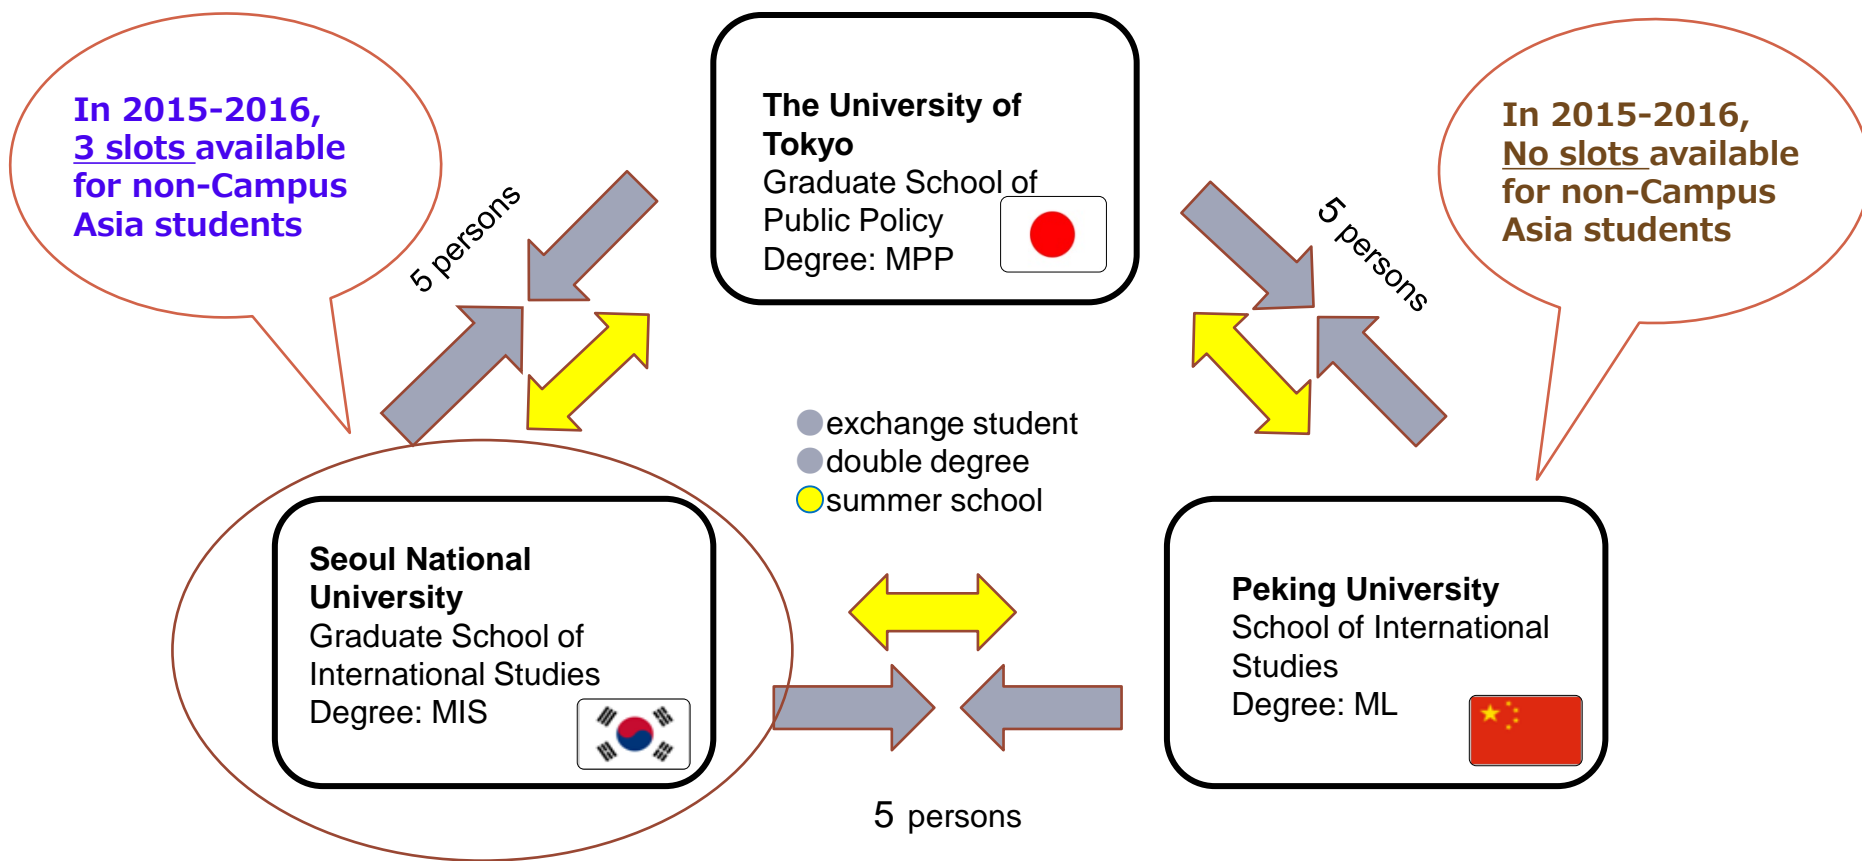 In 2015-2016,
3 slots available
for non-Campus
Asia students
5 persons
The University of
Tokyo
Graduate School of
Public Policy
Degree: MPP
5 persons
In 2015-2016,
No slots available
for non-Campus
Asia students
exchange student
double degree
summer school
Seoul National
University
Graduate School of
International Studies
Degree: MIS
Peking University
School of International
Studies
Degree: ML
5 persons